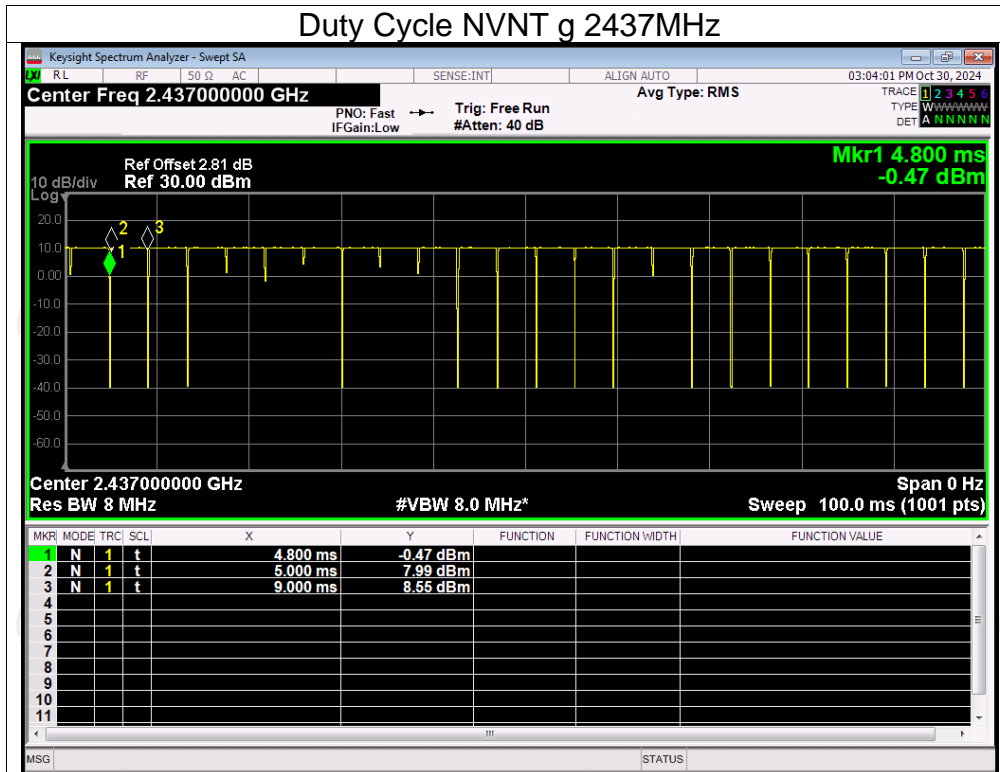 Duty Cycle NVNT g 2437MHz
Keysight Spectrum Analyzer - Swept SA
LXI RL RF 50 Ω AC SENSE:INT ALIGN AUTO 03:04:01 PM Oct 30, 2024
Center Freq 2.437000000 GHz
PNO: Fast
IFGain:Low
Trig: Free Run
#Atten: 40 dB
Avg Type: RMS
TRACE 1 2 3 4 5 6
TYPE WWWWWWW
DET A N N N N N
Mkr1 4.800 ms
-0.47 dBm
Ref Offset 2.81 dB
10 dB/div Ref 30.00 dBm
Log
20.0
2 3
10.0
1
0.00
-10.0
-20.0
-30.0
-40.0
-50.0
-60.0
Center 2.437000000 GHz Span 0 Hz
Res BW 8 MHz #VBW 8.0 MHz* Sweep 100.0 ms (1001 pts)
MKR MODE TRC SCL X Y FUNCTION FUNCTION WIDTH FUNCTION VALUE
1 N 1 t 4.800 ms -0.47 dBm
2 N 1 t 5.000 ms 7.99 dBm
3 N 1 t 9.000 ms 8.55 dBm
4
5
6
7
8
9
10
11
MSG STATUS